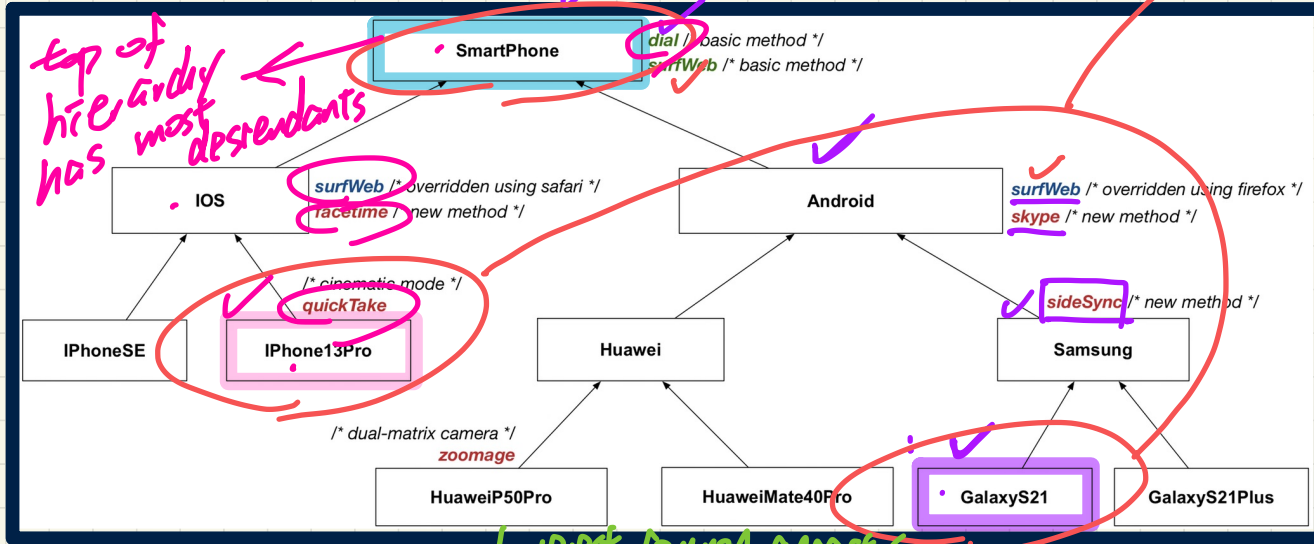 top of
hierarchy
has most
descendants
SmartPhone
dial /* basic method */
surfWeb /* basic method */
IOS
surfWeb /* overridden using safari */
facetime /* new method */
Android
surfWeb /* overridden using firefox */
skype /* new method */
/* cinematic mode */
quickTake
sideSync /* new method */
IPhoneSE
IPhone13Pro
Huawei
Samsung
/* dual-matrix camera */
zoomage
HuaweiP50Pro
HuaweiMate40Pro
GalaxyS21
GalaxyS21Plus